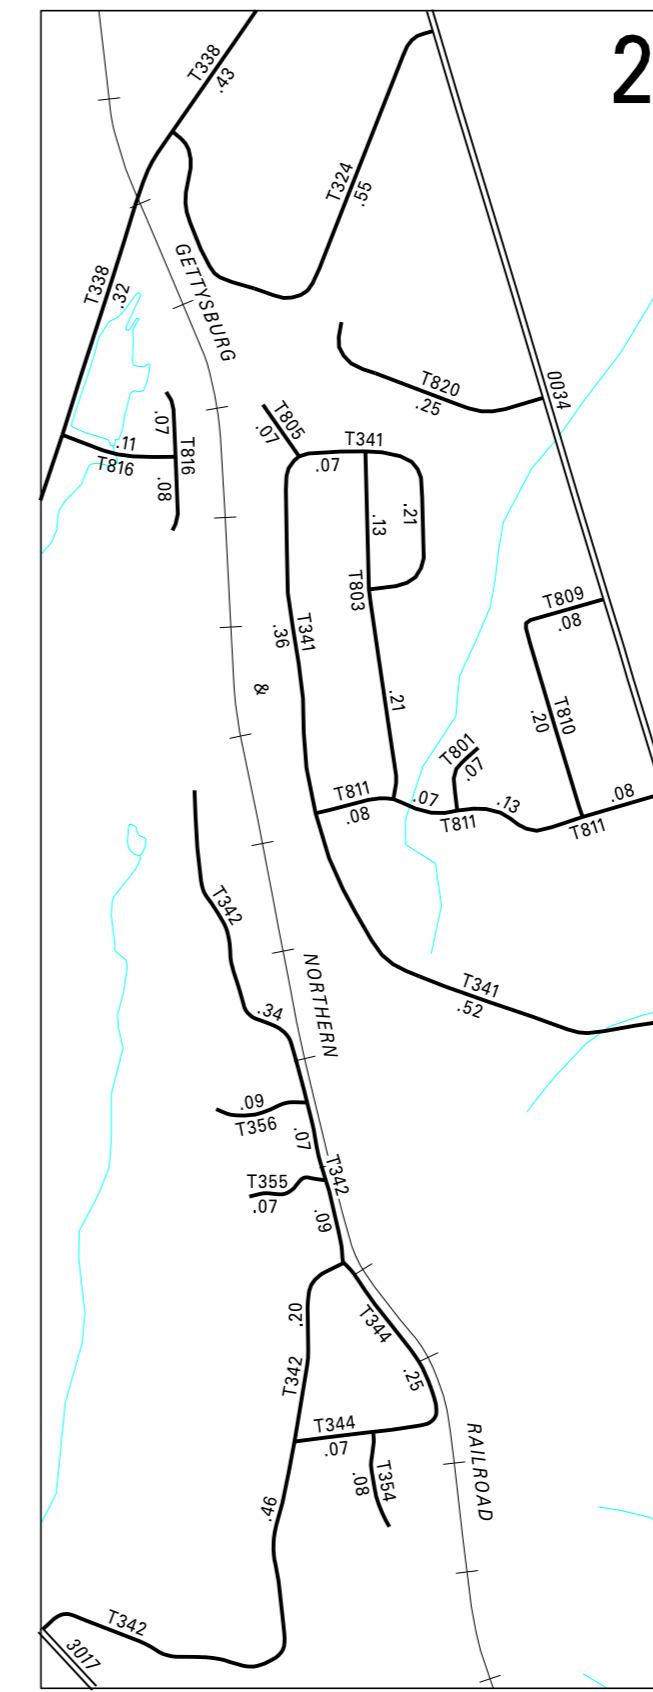 2
T338
.43
T324
.55
T338
.32
GETTYSBURG
T820
.25
0034
T805
.07
.07
T816
.11
T816
.08
T341
.07
.13
.21
T803
T341
.36
T809
.08
T810
.20
.21
&
T801
.07
T811
.08
.07
T811
.13
.08
T811
T342
NORTHERN
T341
.52
.34
.09
T356
.07
T355
.07
T342
.09
.20
T344
T342
.25
T344
.07
T354
.08
RAILROAD
.46
T342
3017